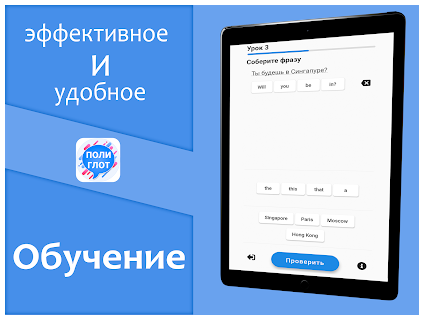 эффективное
И
удобное
ПОЛИ
ГЛОТ
Обучение
Урок 3
Соберите фразу
Ты будешь в Сингапуре?
Will you be in?
the this that a
Singapore Paris Moscow
Hong Kong
Проверить